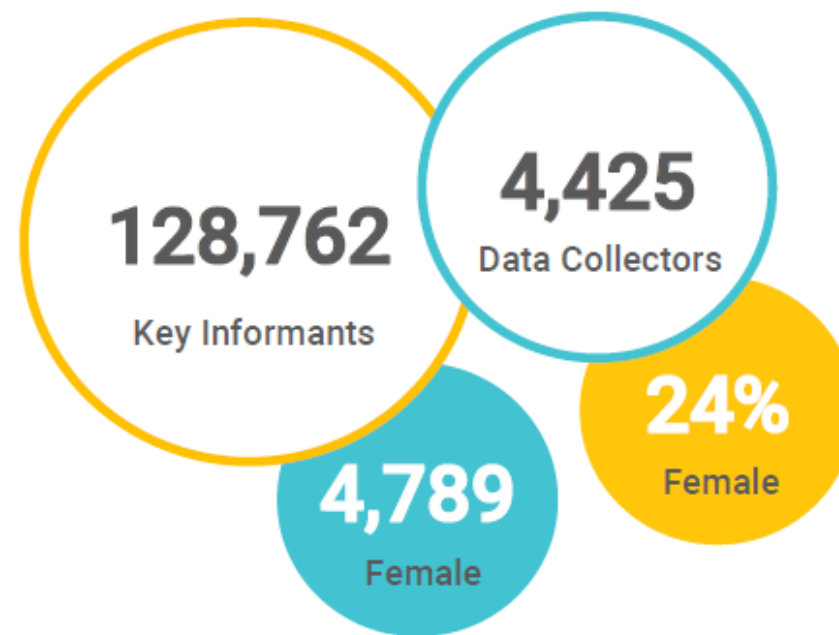 128,762
Key Informants
4,425
Data Collectors
4,789
Female
24%
Female